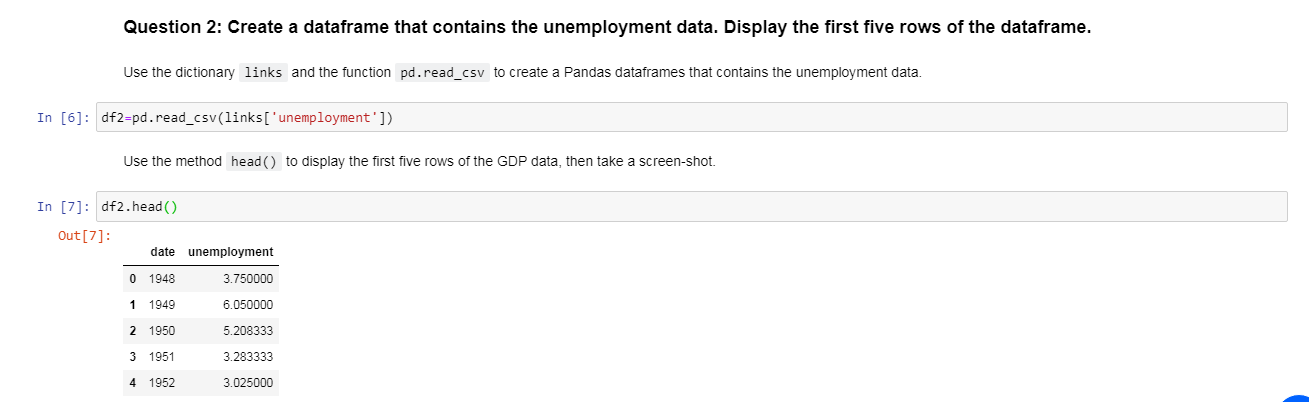 Question 2: Create a dataframe that contains the unemployment data. Display the first five rows of the dataframe.
Use the dictionary links and the function pd.read_csv to create a Pandas dataframes that contains the unemployment data.
In [6]: df2=pd.read_csv(links['unemployment'])
Use the method head() to display the first five rows of the GDP data, then take a screen-shot.
In [7]: df2.head()
Out[7]:
date unemployment
0 1948 3.750000
1 1949 6.050000
2 1950 5.208333
3 1951 3.283333
4 1952 3.025000